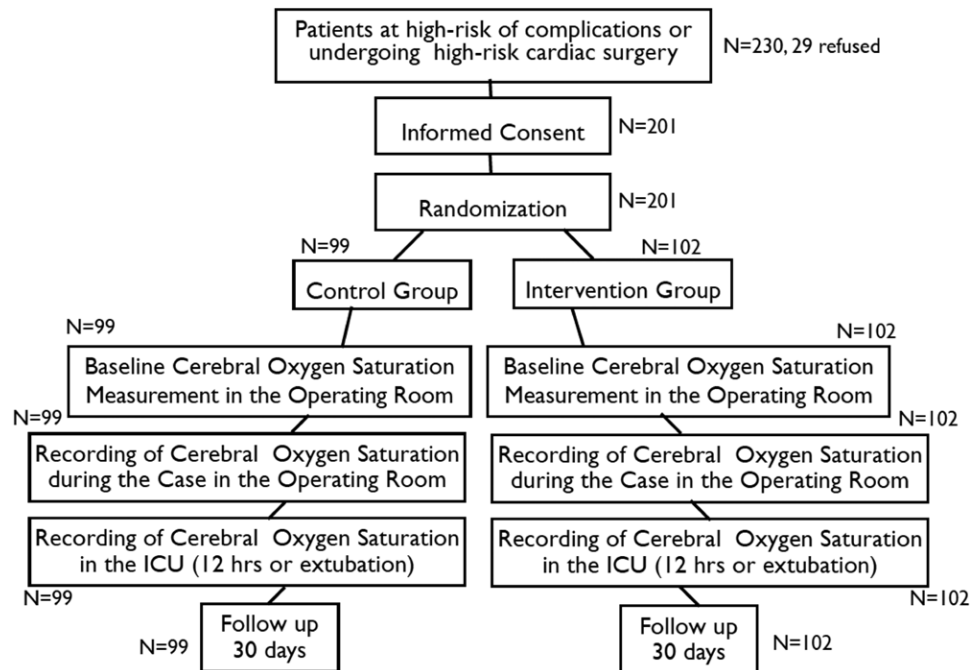 Patients at high-risk of complications or
undergoing high-risk cardiac surgery
N=230, 29 refused
Informed Consent
N=201
Randomization
N=201
N=99
N=102
Control Group
Intervention Group
N=99
N=102
Baseline Cerebral Oxygen Saturation
Measurement in the Operating Room
Baseline Cerebral Oxygen Saturation
Measurement in the Operating Room
N=99
N=102
Recording of Cerebral Oxygen Saturation
during the Case in the Operating Room
Recording of Cerebral Oxygen Saturation
during the Case in the Operating Room
Recording of Cerebral Oxygen Saturation
in the ICU (12 hrs or extubation)
Recording of Cerebral Oxygen Saturation
in the ICU (12 hrs or extubation)
N=99
N=102
Follow up
30 days
N=99
Follow up
30 days
N=102